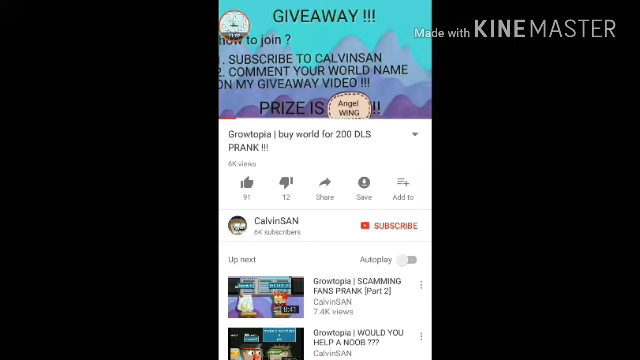 GIVEAWAY !!!
how to join ?
1. SUBSCRIBE TO CALVINSAN
2. COMMENT YOUR WORLD NAME
ON MY GIVEAWAY VIDEO !!!
PRIZE IS Angel WING !!
Made with KINEMASTER
Growtopia | buy world for 200 DLS
PRANK !!!
6K views
91
12
Share
Save
Add to
CalvinSAN
6K subscribers
SUBSCRIBE
Up next
Autoplay
Growtopia | SCAMMING
FANS PRANK [Part 2]
CalvinSAN
7.4K views
8:41
Growtopia | WOULD YOU
HELP A NOOB ???
CalvinSAN